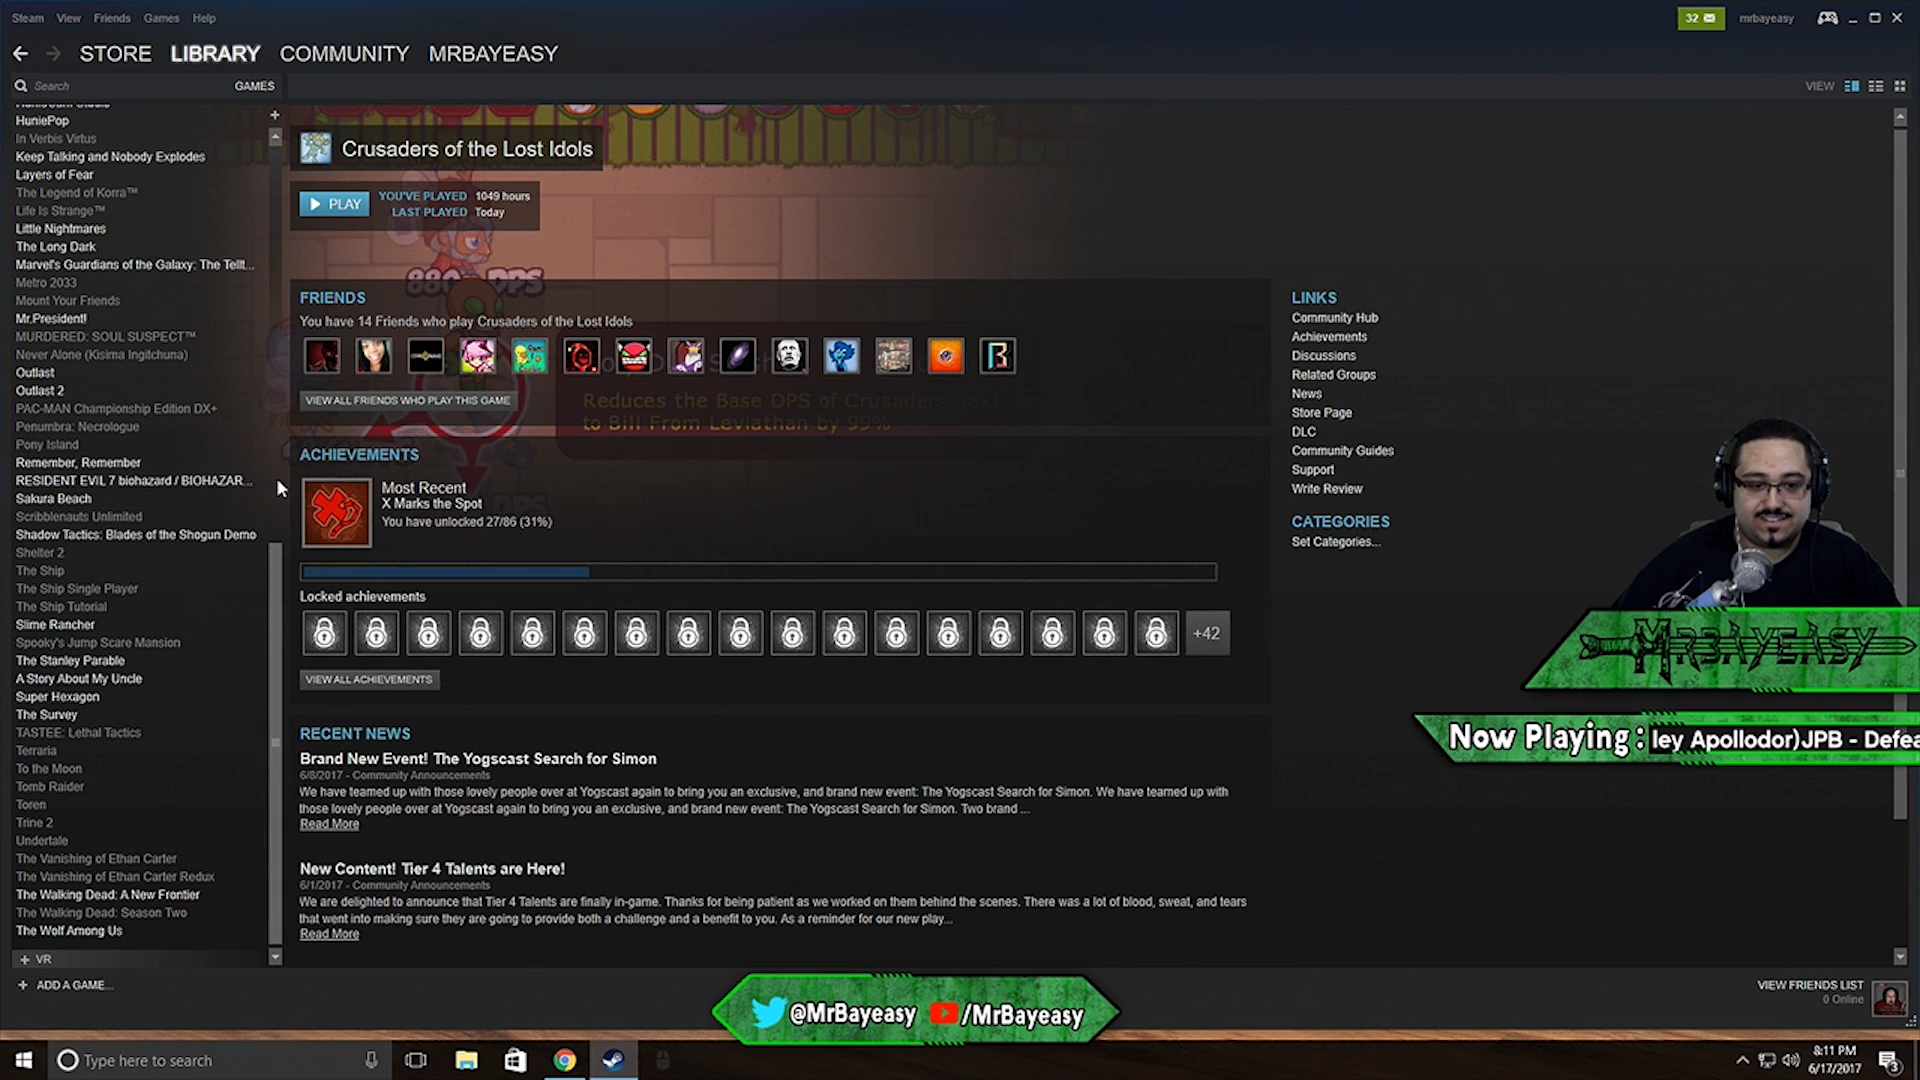 Steam View Friends Games Help
32
mrbayeasy
STORE LIBRARY COMMUNITY MRBAYEASY
Search
GAMES
VIEW
HuniePop
In Verbis Virtus
Keep Talking and Nobody Explodes
Layers of Fear
The Legend of Korra™
Life Is Strange™
Little Nightmares
The Long Dark
Marvel's Guardians of the Galaxy: The Tellt...
Metro 2033
Mount Your Friends
Mr.President!
MURDERED: SOUL SUSPECT™
Never Alone (Kisima Ingitchuna)
Outlast
Outlast 2
PAC-MAN Championship Edition DX+
Penumbra: Necrologue
Pony Island
Remember, Remember
RESIDENT EVIL 7 biohazard / BIOHAZAR...
Sakura Beach
Scribblenauts Unlimited
Shadow Tactics: Blades of the Shogun Demo
Shelter 2
The Ship
The Ship Single Player
The Ship Tutorial
Slime Rancher
Spooky's Jump Scare Mansion
The Stanley Parable
A Story About My Uncle
Super Hexagon
The Survey
TASTEE: Lethal Tactics
Terraria
To the Moon
Tomb Raider
Toren
Trine 2
Undertale
The Vanishing of Ethan Carter
The Vanishing of Ethan Carter Redux
The Walking Dead: A New Frontier
The Walking Dead: Season Two
The Wolf Among Us
+ VR
+ ADD A GAME...
Crusaders of the Lost Idols
PLAY
YOU'VE PLAYED 1049 hours
LAST PLAYED Today
DPS
FRIENDS
You have 14 Friends who play Crusaders of the Lost Idols
VIEW ALL FRIENDS WHO PLAY THIS GAME
Reduces the Base DPS of Crusaders next
to Bill From Leviathan by 99%
ACHIEVEMENTS
Most Recent
X Marks the Spot
You have unlocked 27/86 (31%)
Locked achievements
+42
VIEW ALL ACHIEVEMENTS
RECENT NEWS
Brand New Event! The Yogscast Search for Simon
6/8/2017 - Community Announcements
We have teamed up with those lovely people over at Yogscast again to bring you an exclusive, and brand new event: The Yogscast Search for Simon. We have teamed up with
those lovely people over at Yogscast again to bring you an exclusive, and brand new event: The Yogscast Search for Simon. Two brand ...
Read More
New Content! Tier 4 Talents are Here!
6/1/2017 - Community Announcements
We are delighted to announce that Tier 4 Talents are finally in-game. Thanks for being patient as we worked on them behind the scenes. There was a lot of blood, sweat, and tears
that went into making sure they are going to provide both a challenge and a benefit to you. As a reminder for our new play...
Read More
LINKS
Community Hub
Achievements
Discussions
Related Groups
News
Store Page
DLC
Community Guides
Support
Write Review
CATEGORIES
Set Categories...
MRBAYEASY
Now Playing: ley Apollodor)JPB - Defea
VIEW FRIENDS LIST
0 Online
@MrBayeasy /MrBayeasy
Type here to search
8:11 PM
6/17/2017
3